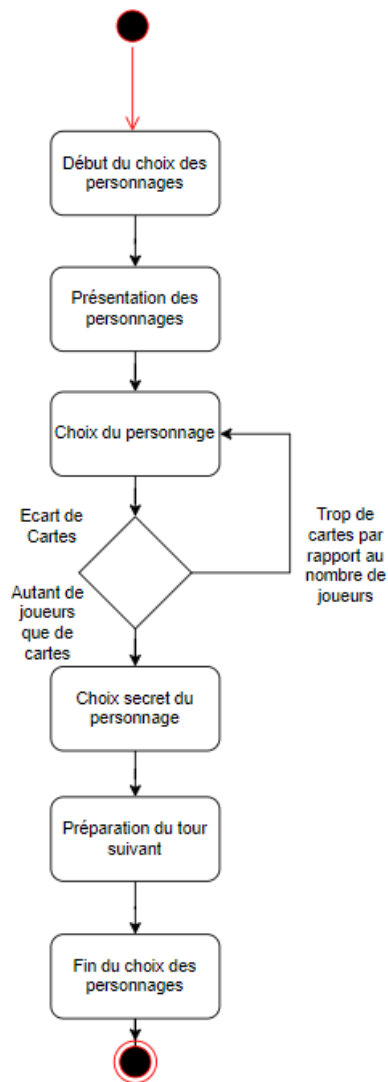 Début du choix des
personnages
Présentation des
personnages
Choix du personnage
Ecart de
Cartes
Trop de
cartes par
rapport au
nombre de
joueurs
Autant de
joueurs
que de
cartes
Choix secret du
personnage
Préparation du tour
suivant
Fin du choix des
personnages